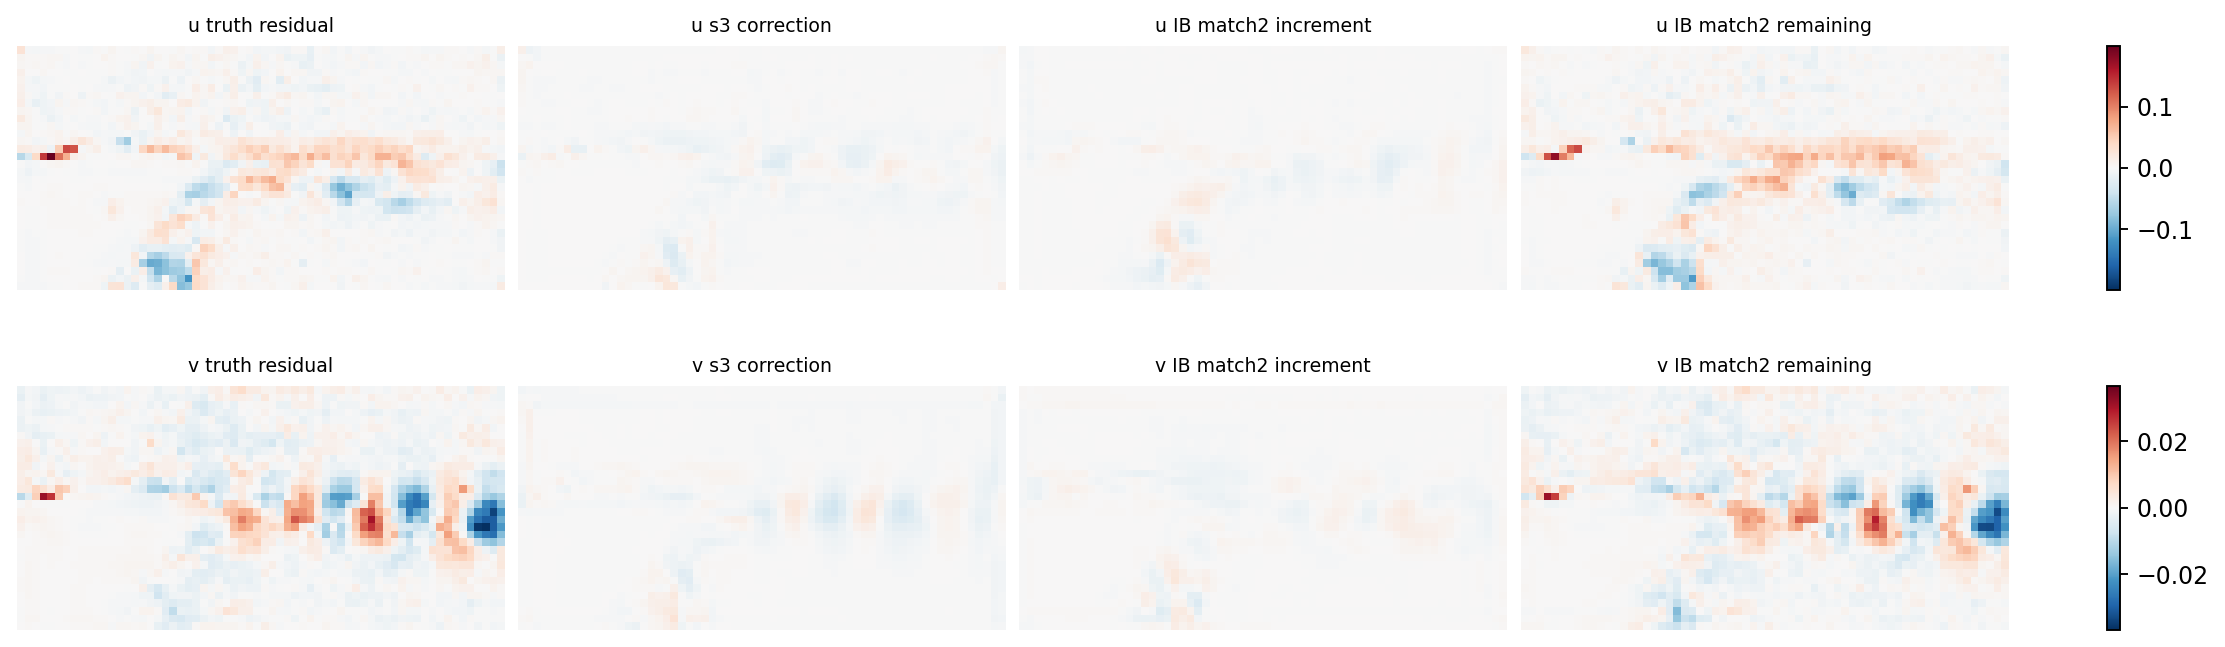 u truth residual
u s3 correction
u IB match2 increment
u IB match2 remaining
0.1
0.0
−0.1
v truth residual
v s3 correction
v IB match2 increment
v IB match2 remaining
0.02
0.00
−0.02